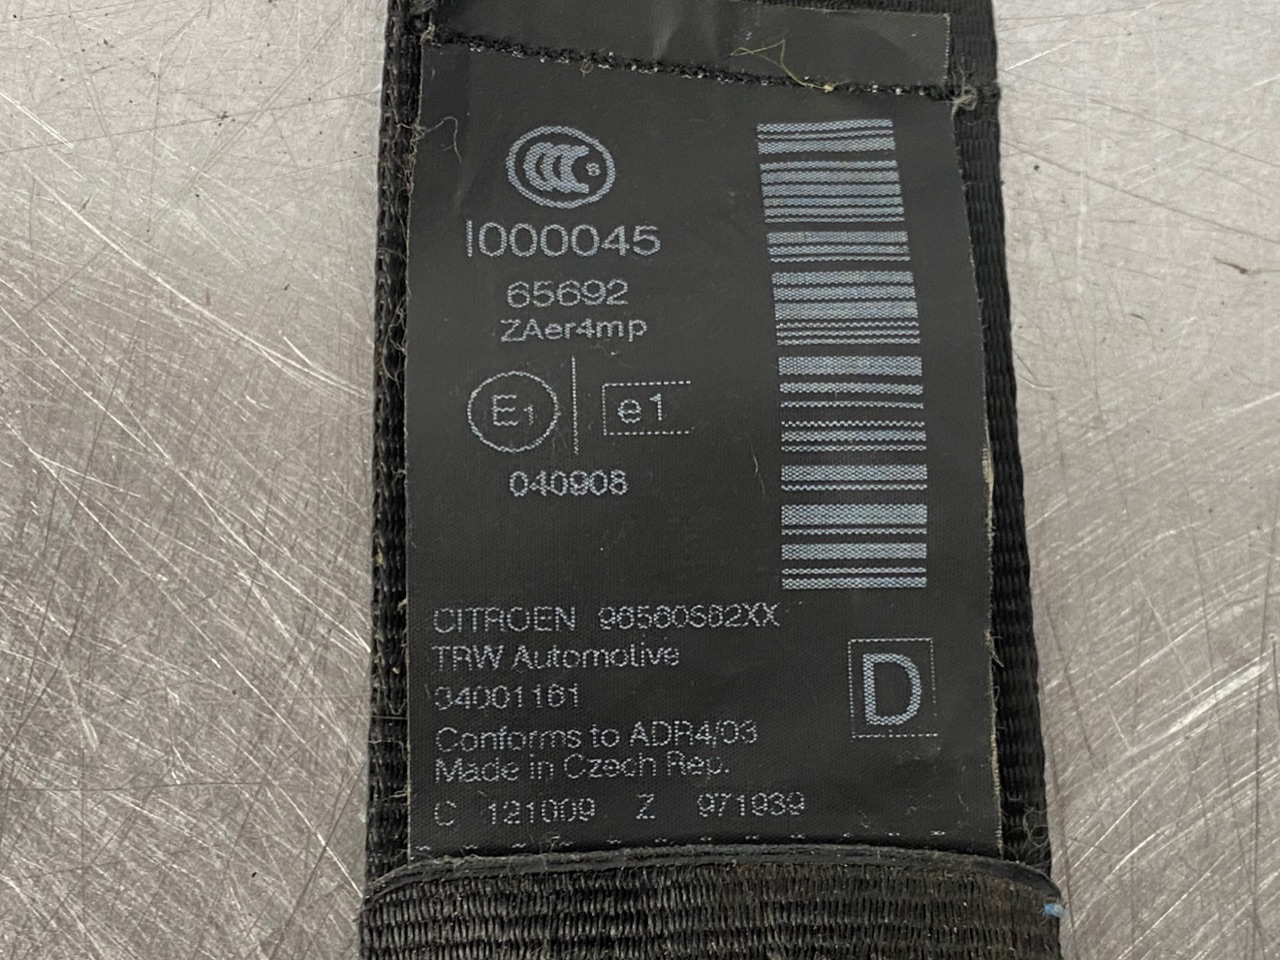 CCC S
I000045
65692
ZAer4mp
E1 e1
040908
CITROEN 96560862XX
TRW Automotive
34001161
D
Conforms to ADR4/03
Made in Czech Rep.
C 121009 Z 971939